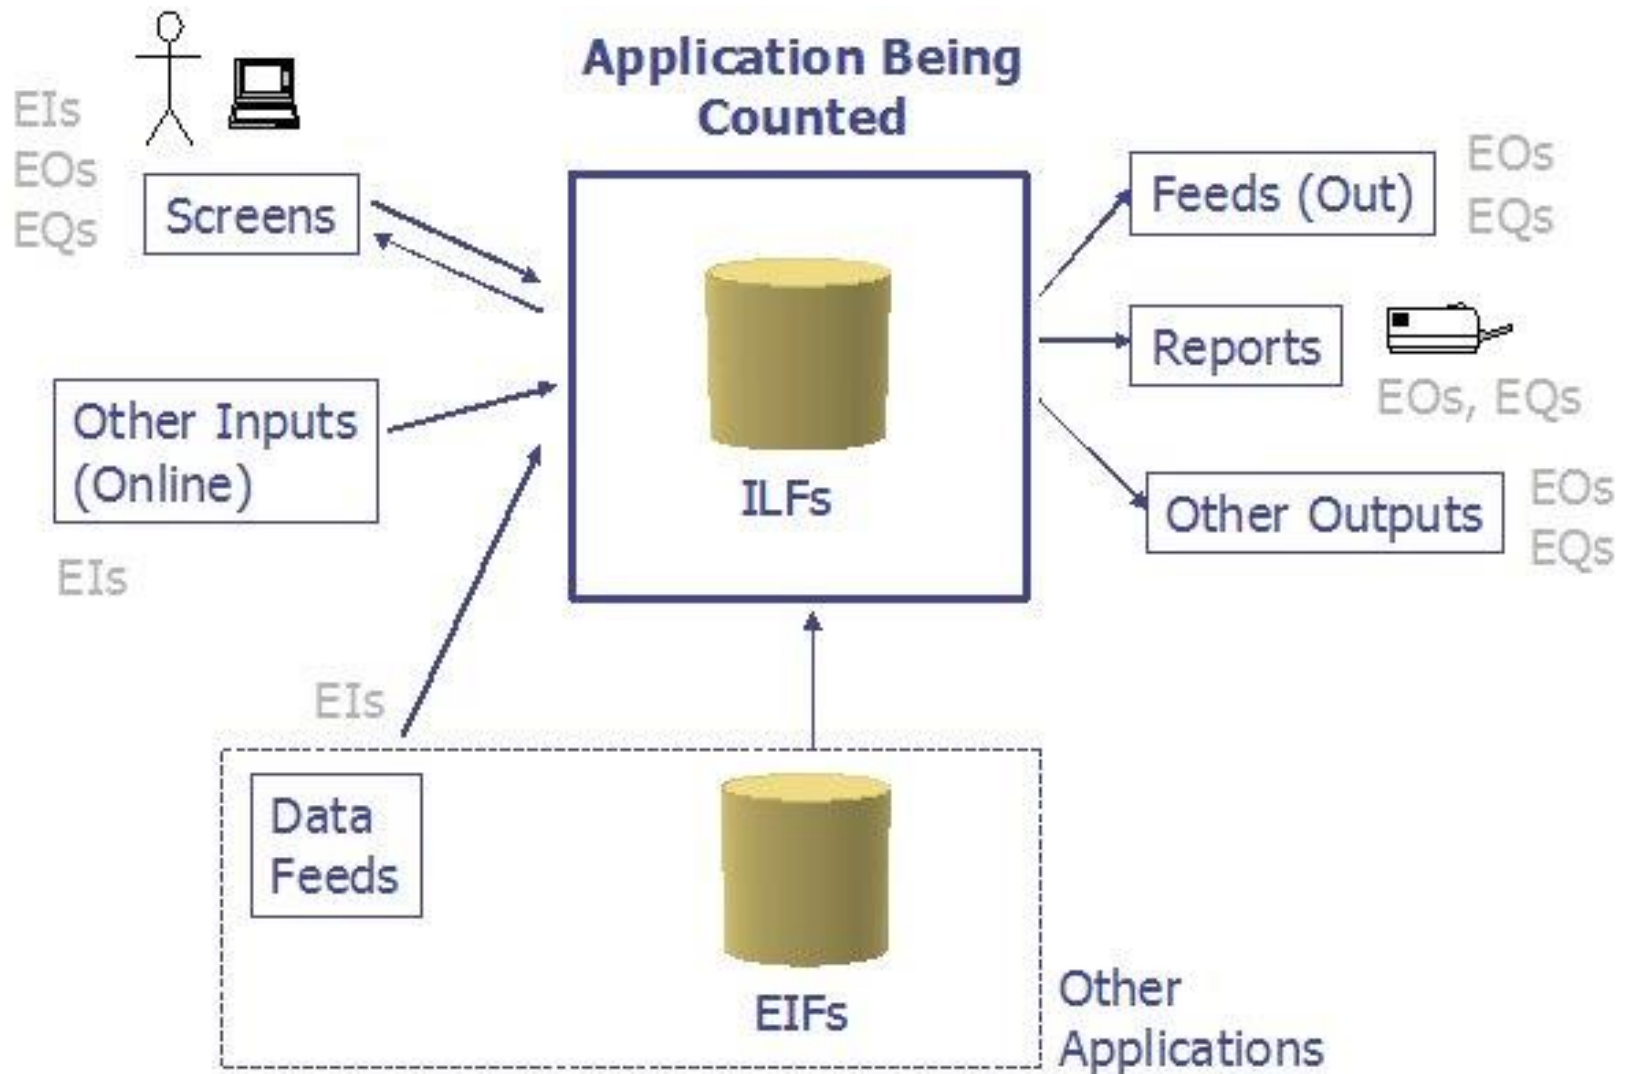 Application Being
Counted
EIs
EOs
EQs
Screens
Other Inputs
(Online)
EIs
EIs
ILFs
Feeds (Out)
EOs
EQs
Reports
EOs, EQs
Other Outputs
EOs
EQs
Data
Feeds
EIFs
Other
Applications